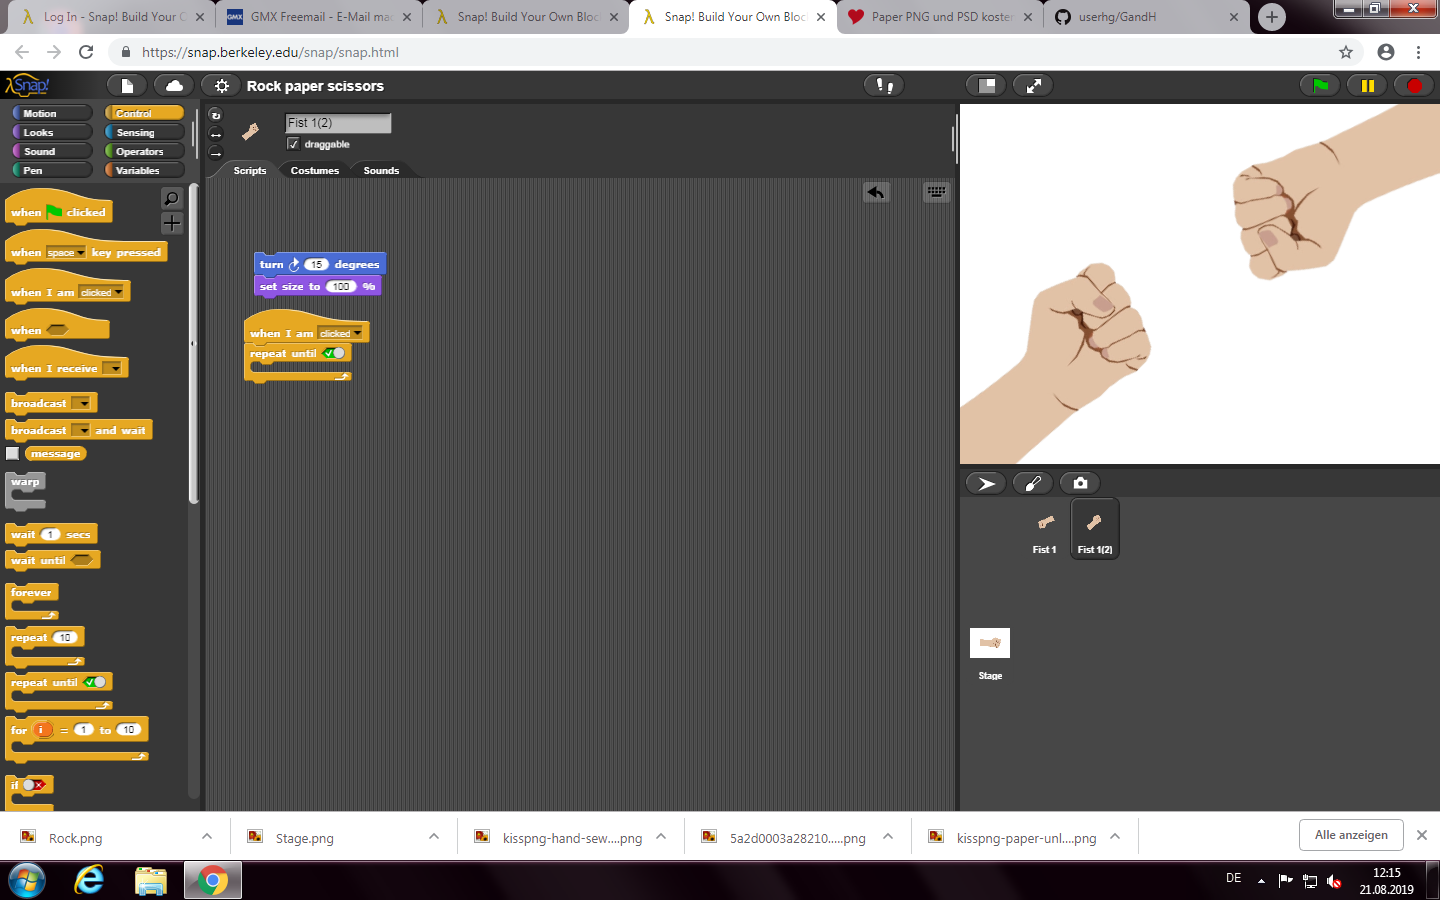 Log In - Snap! Build Your O
GMX Freemail - E-Mail mad
Snap! Build Your Own Block
Snap! Build Your Own Block
Paper PNG und PSD kosten
userhg/GandH
https://snap.berkeley.edu/snap/snap.html
Snap!
Rock paper scissors
Motion
Control
Looks
Sensing
Sound
Operators
Pen
Variables
Fist 1(2)
draggable
Scripts
Costumes
Sounds
when clicked
when space key pressed
when I am clicked
when
when I receive
broadcast
broadcast and wait
message
warp
wait 1 secs
wait until
forever
repeat 10
repeat until
for i = 1 to 10
if
turn 15 degrees
set size to 100 %
when I am clicked
repeat until
Fist 1
Fist 1(2)
Stage
Rock.png
Stage.png
kisspng-hand-sew....png
5a2d0003a28210.....png
kisspng-paper-unl....png
Alle anzeigen
DE
12:15
21.08.2019